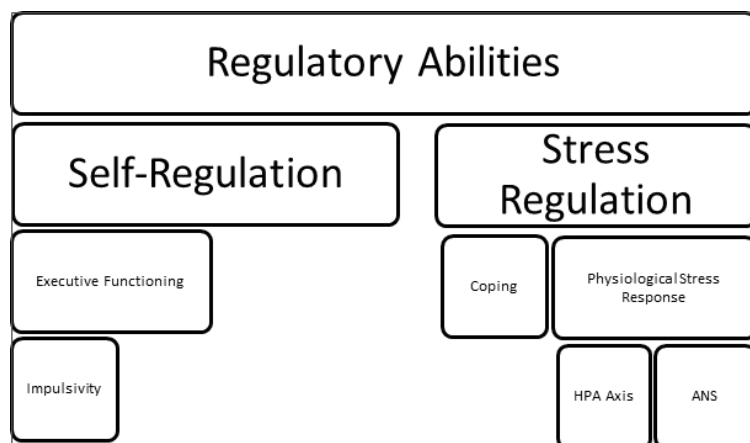 Regulatory Abilities
Self-Regulation
Stress
Regulation
Executive Functioning
Coping
Physiological Stress
Response
Impulsivity
HPA Axis
ANS